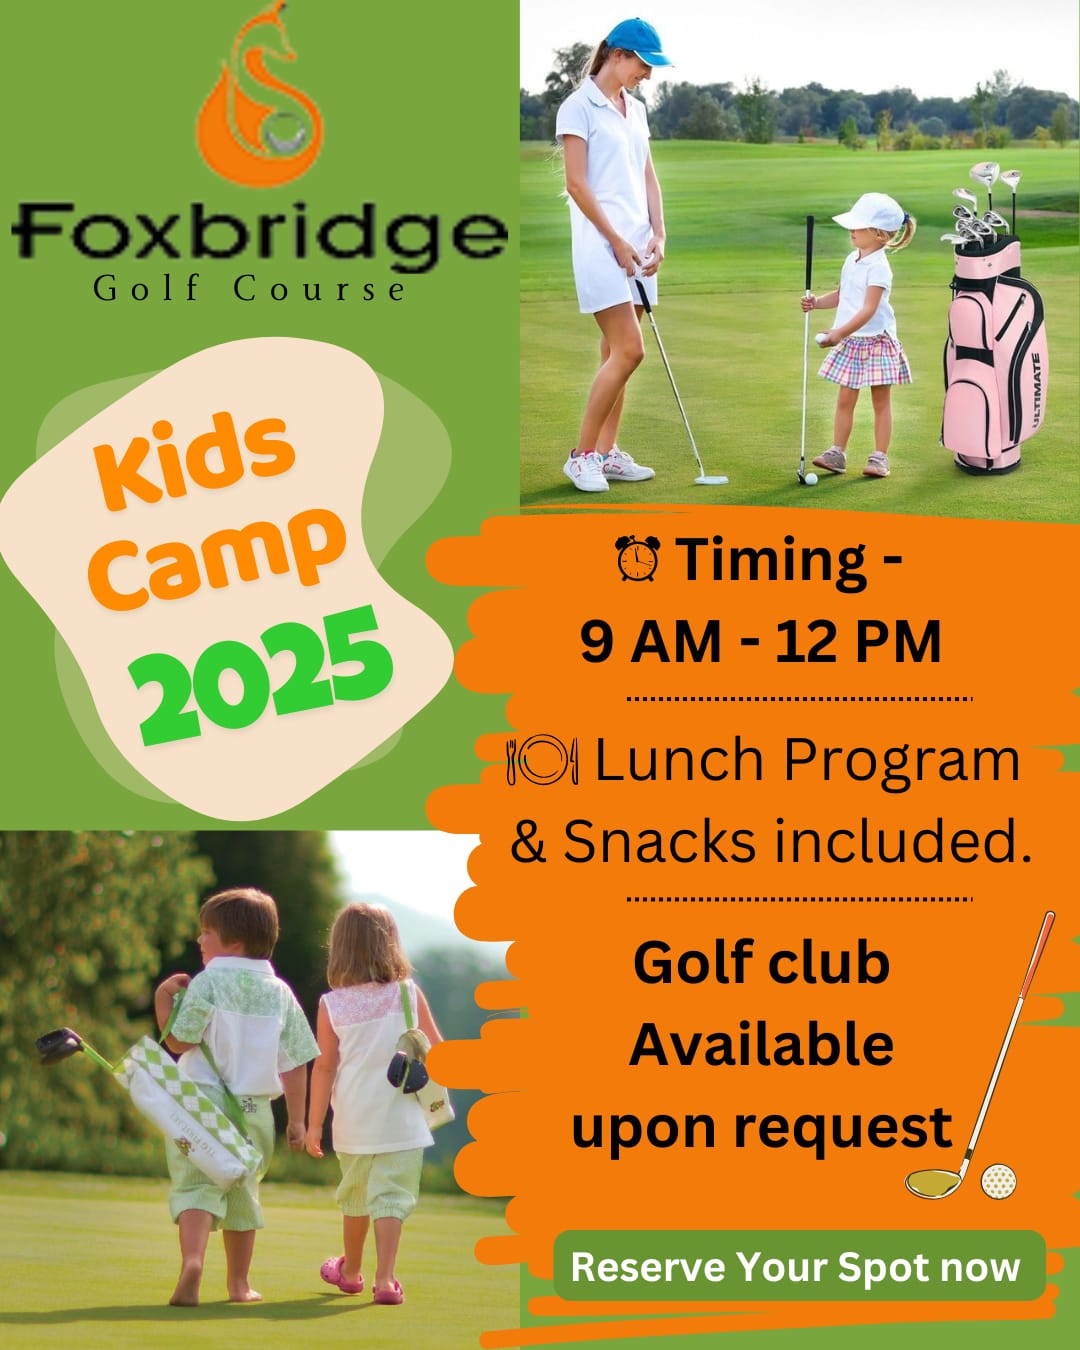 Foxbridge
Golf Course
Kids
Camp
2025
ULTIMATE
Timing -
9 AM - 12 PM
Lunch Program
& Snacks included.
Golf club
Available
upon request
Reserve Your Spot now